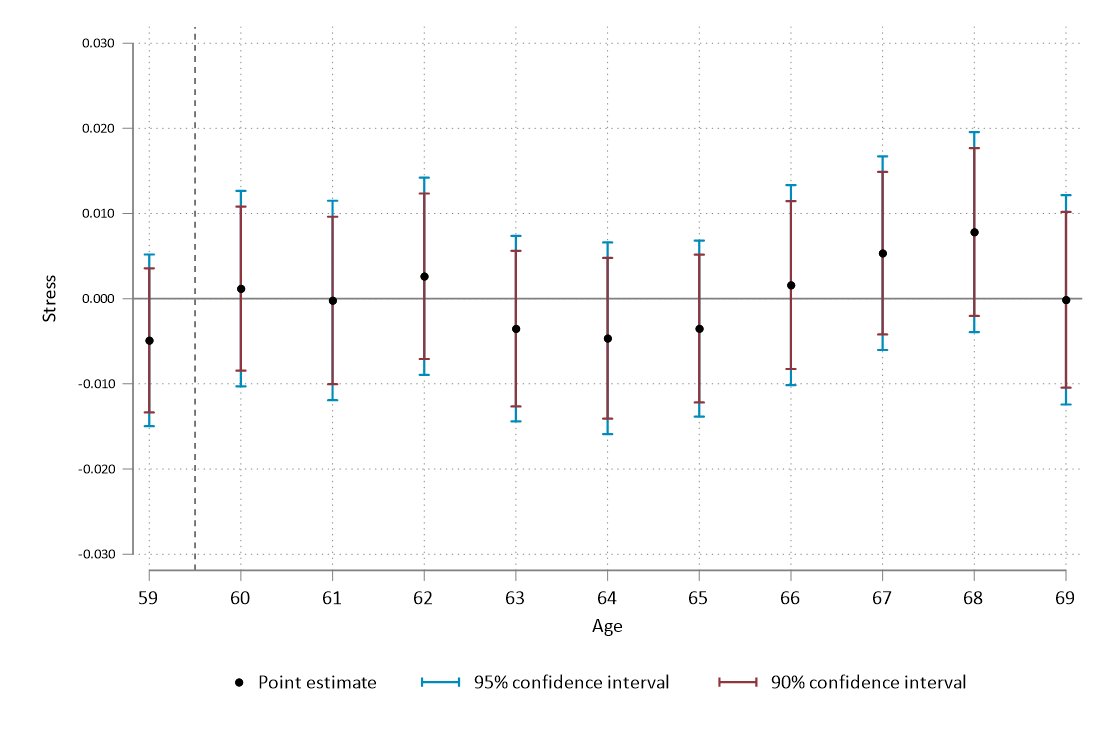 0.030
0.020
0.010
0.000
-0.010
-0.020
-0.030
Stress
59 60 61 62 63 64 65 66 67 68 69
Age
Point estimate 95% confidence interval 90% confidence interval